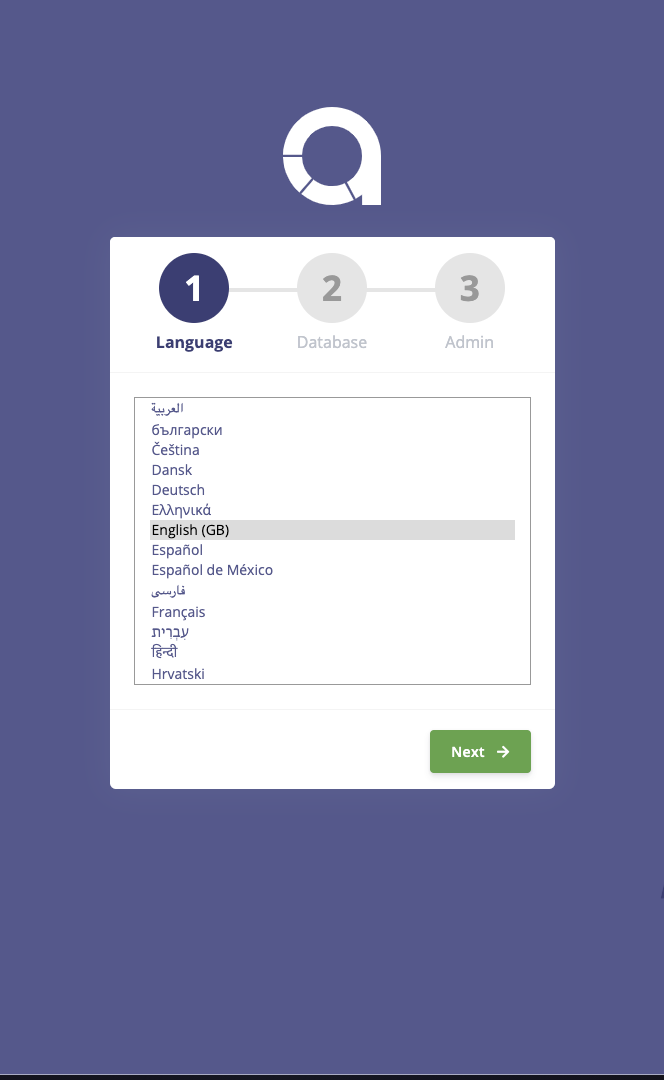 1
2
3
Language
Database
Admin
العربية
български
Čeština
Dansk
Deutsch
Ελληνικά
English (GB)
Español
Español de México
فارسی
Français
עִבְרִית
हिन्दी
Hrvatski
Next